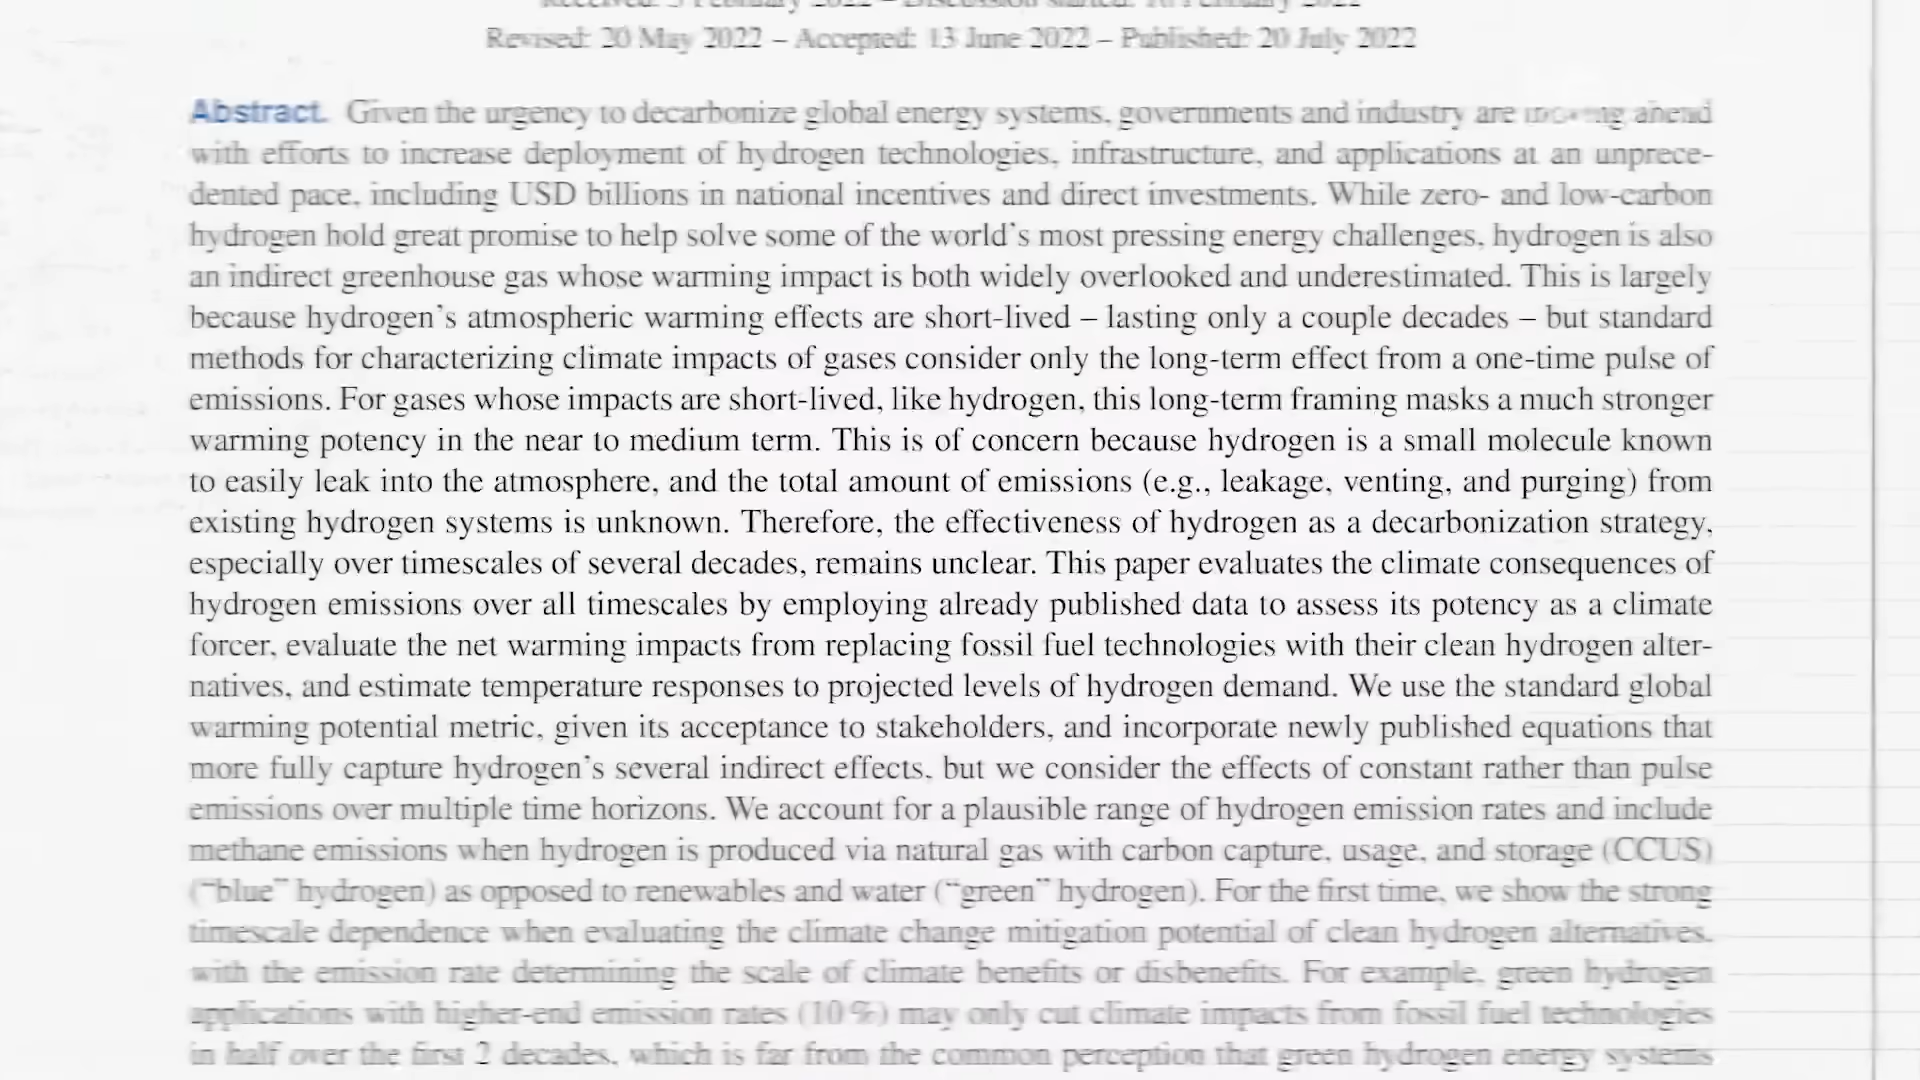 Received: 3 February 2022 – Discussion started: 18 February 2022
Revised: 20 May 2022 – Accepted: 13 June 2022 – Published: 20 July 2022
Abstract. Given the urgency to decarbonize global energy systems, governments and industry are moving ahead
with efforts to increase deployment of hydrogen technologies, infrastructure, and applications at an unprece-
dented pace, including USD billions in national incentives and direct investments. While zero- and low-carbon
hydrogen hold great promise to help solve some of the world's most pressing energy challenges, hydrogen is also
an indirect greenhouse gas whose warming impact is both widely overlooked and underestimated. This is largely
because hydrogen's atmospheric warming effects are short-lived – lasting only a couple decades – but standard
methods for characterizing climate impacts of gases consider only the long-term effect from a one-time pulse of
emissions. For gases whose impacts are short-lived, like hydrogen, this long-term framing masks a much stronger
warming potency in the near to medium term. This is of concern because hydrogen is a small molecule known
to easily leak into the atmosphere, and the total amount of emissions (e.g., leakage, venting, and purging) from
existing hydrogen systems is unknown. Therefore, the effectiveness of hydrogen as a decarbonization strategy,
especially over timescales of several decades, remains unclear. This paper evaluates the climate consequences of
hydrogen emissions over all timescales by employing already published data to assess its potency as a climate
forcer, evaluate the net warming impacts from replacing fossil fuel technologies with their clean hydrogen alter-
natives, and estimate temperature responses to projected levels of hydrogen demand. We use the standard global
warming potential metric, given its acceptance to stakeholders, and incorporate newly published equations that
more fully capture hydrogen's several indirect effects, but we consider the effects of constant rather than pulse
emissions over multiple time horizons. We account for a plausible range of hydrogen emission rates and include
methane emissions when hydrogen is produced via natural gas with carbon capture, usage, and storage (CCUS)
("blue" hydrogen) as opposed to renewables and water ("green" hydrogen). For the first time, we show the strong
timescale dependence when evaluating the climate change mitigation potential of clean hydrogen alternatives,
with the emission rate determining the scale of climate benefits or disbenefits. For example, green hydrogen
applications with higher-end emission rates (10 %) may only cut climate impacts from fossil fuel technologies
in half over the first 2 decades, which is far from the common perception that green hydrogen energy systems